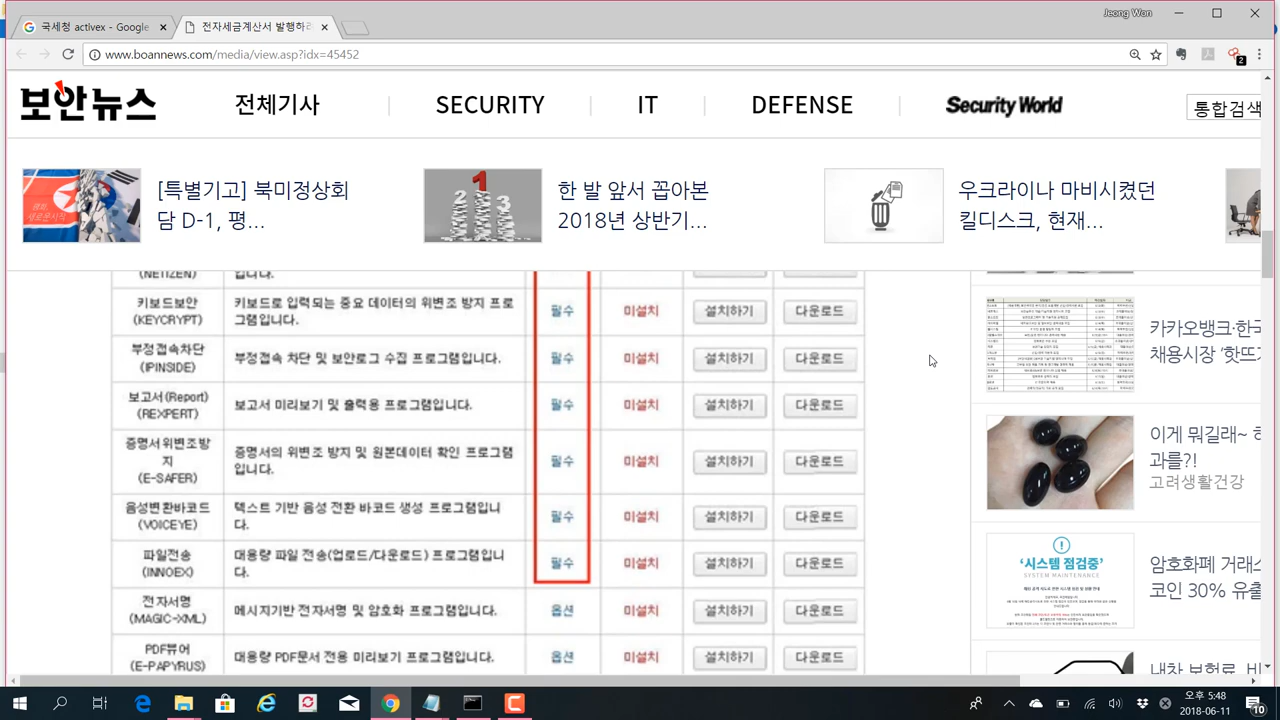 Jeong Won
국세청 activex - Google
전자세금계산서 발행하려
www.boannews.com/media/view.asp?idx=45452
2
보안뉴스
전체기사
SECURITY
IT
DEFENSE
Security World
통합검색
[특별기고] 북미정상회
담 D-1, 평...
한 발 앞서 꼽아본
2018년 상반기...
우크라이나 마비시켰던
킬디스크, 현재...
(NETIZEN)
니다.
키보드보안
(KEYCRYPT)
키보드로 입력되는 중요 데이터의 위변조 방지 프로
그램입니다.
필수
미설치
설치하기
다운로드
부정접속차단
(IPINSIDE)
부정접속 차단 및 보안로그 수집 프로그램입니다.
필수
미설치
설치하기
다운로드
보고서(Report)
(REXPERT)
보고서 미리보기 및 출력용 프로그램입니다.
필수
미설치
설치하기
다운로드
증명서위변조방
지
(E-SAFER)
증명서의 위변조 방지 및 원본데이터 확인 프로그램
입니다.
필수
미설치
설치하기
다운로드
음성변환바코드
(VOICEYE)
텍스트 기반 음성 전환 바코드 생성 프로그램입니
다.
필수
미설치
설치하기
다운로드
파일전송
(INNOEX)
대용량 파일 전송(업로드/다운로드) 프로그램입니
다.
필수
미설치
설치하기
다운로드
전자서명
(MAGIC-XML)
메시지기반 전자서명 암호 프로그램입니다.
옵션
미설치
설치하기
다운로드
PDF뷰어
(E-PAPYRUS)
대용량 PDF문서 전용 미리보기 프로그램입니다.
옵션
미설치
설치하기
다운로드
카카오뱅크·한국
채용시장 ‘핫뜨거
이게 뭐길래~ 하
과를?!
고려생활건강
‘시스템 점검중’
SYSTEM MAINTENANCE
암호화폐 거래소
코인 30% 유출
내차 보험료, 비
오후 5:48
2018-06-11
10